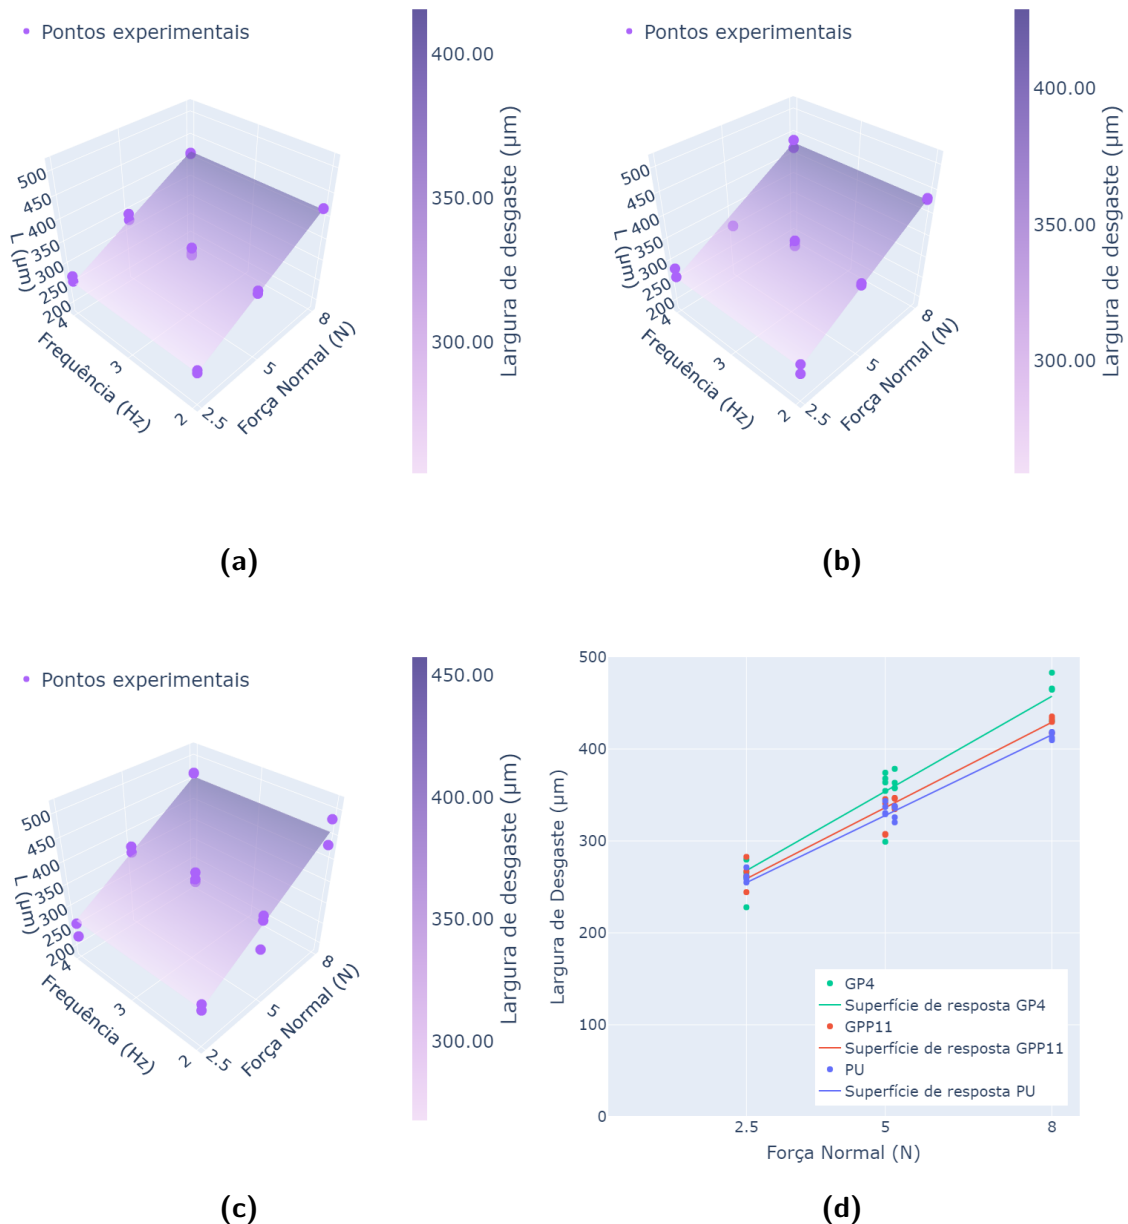 Pontos experimentais
500
450
400
350
300
250
200
L (μm)
4
3
2
Frequência (Hz)
2.5
5
8
Força Normal (N)
400.00
350.00
300.00
Largura de desgaste (μm)
(a)
Pontos experimentais
500
450
400
350
300
250
200
L (μm)
4
3
2
Frequência (Hz)
2.5
5
8
Força Normal (N)
400.00
350.00
300.00
Largura de desgaste (μm)
(b)
Pontos experimentais
500
450
400
350
300
250
200
L (μm)
4
3
2
Frequência (Hz)
2.5
5
8
Força Normal (N)
450.00
400.00
350.00
300.00
Largura de desgaste (μm)
(c)
500
400
300
200
100
0
Largura de Desgaste (μm)
2.5
5
8
Força Normal (N)
GP4
Superfície de resposta GP4
GPP11
Superfície de resposta GPP11
PU
Superfície de resposta PU
(d)